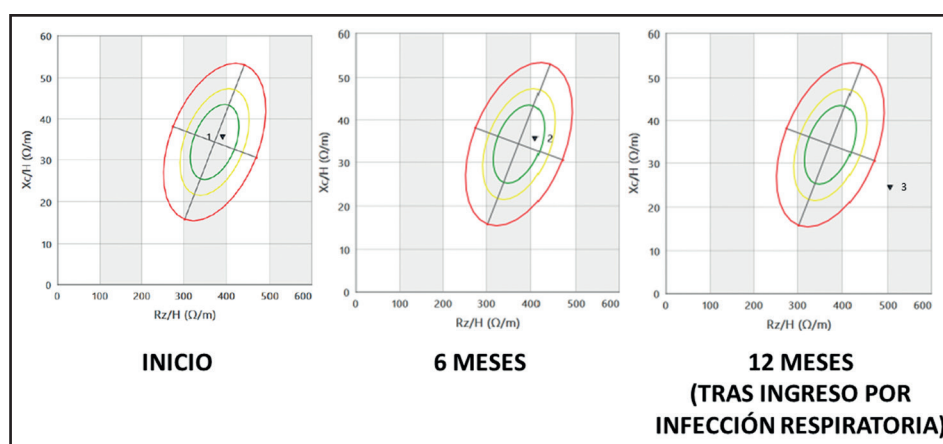 60
50
40
30
20
10
0
Xc/H (Ω/m)
1
0 100 200 300 400 500 600
Rz/H (Ω/m)
INICIO
60
50
40
30
20
10
0
2
0 100 200 300 400 500 600
Rz/H (Ω/m)
6 MESES
60
50
40
30
20
10
0
Xc/H (Ω/m)
3
0 100 200 300 400 500 600
Rz/H (Ω/m)
12 MESES
(TRAS INGRESO POR
INFECCIÓN RESPIRATORIA)